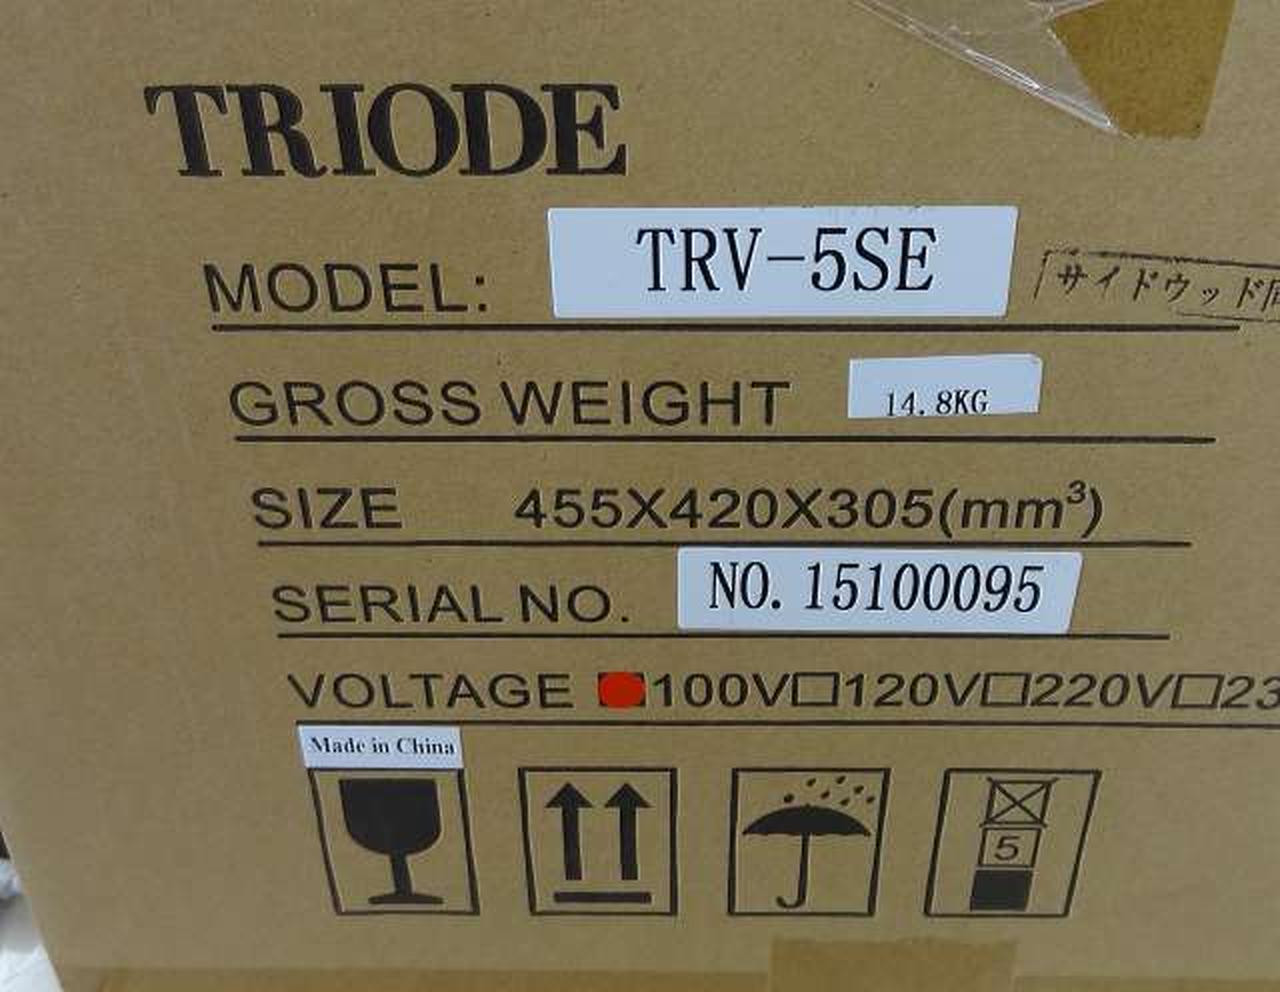 TRIODE
MODEL: TRV-5SE サイドウッド
GROSS WEIGHT 14.8KG
SIZE 455X420X305(mm³)
SERIAL NO. NO. 15100095
VOLTAGE 100V□120V□220V□23
Made in China
5